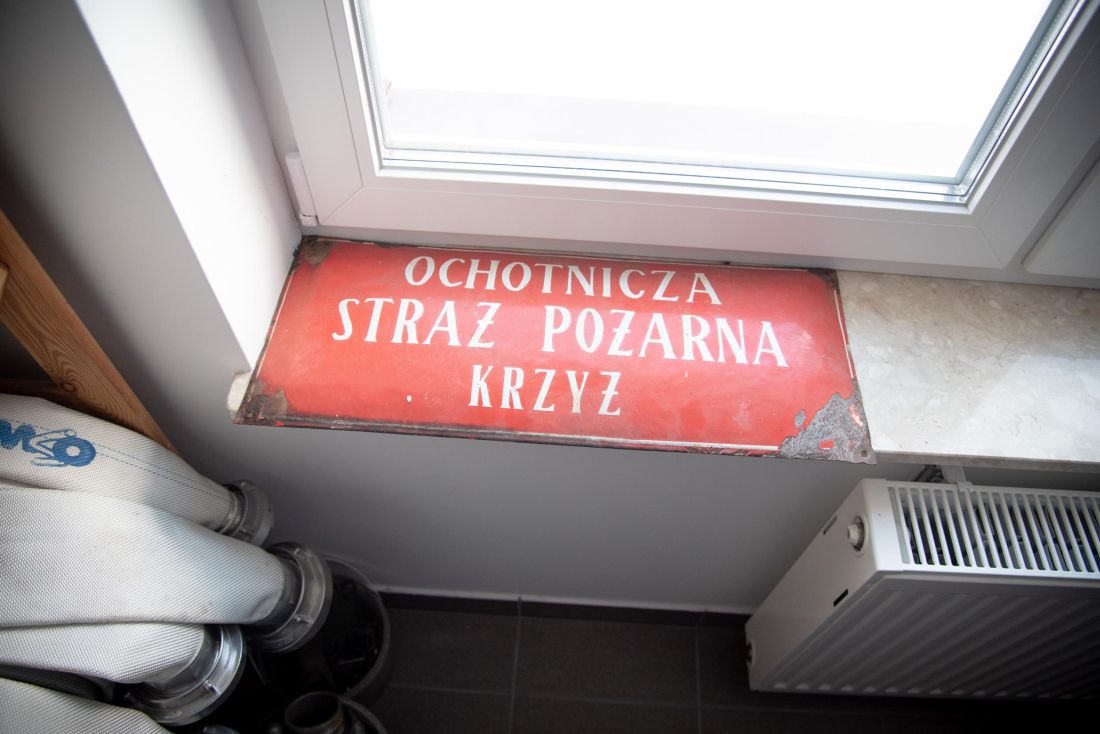 OCHOTNICZA
STRAŻ POŻARNA
KRZYŻ